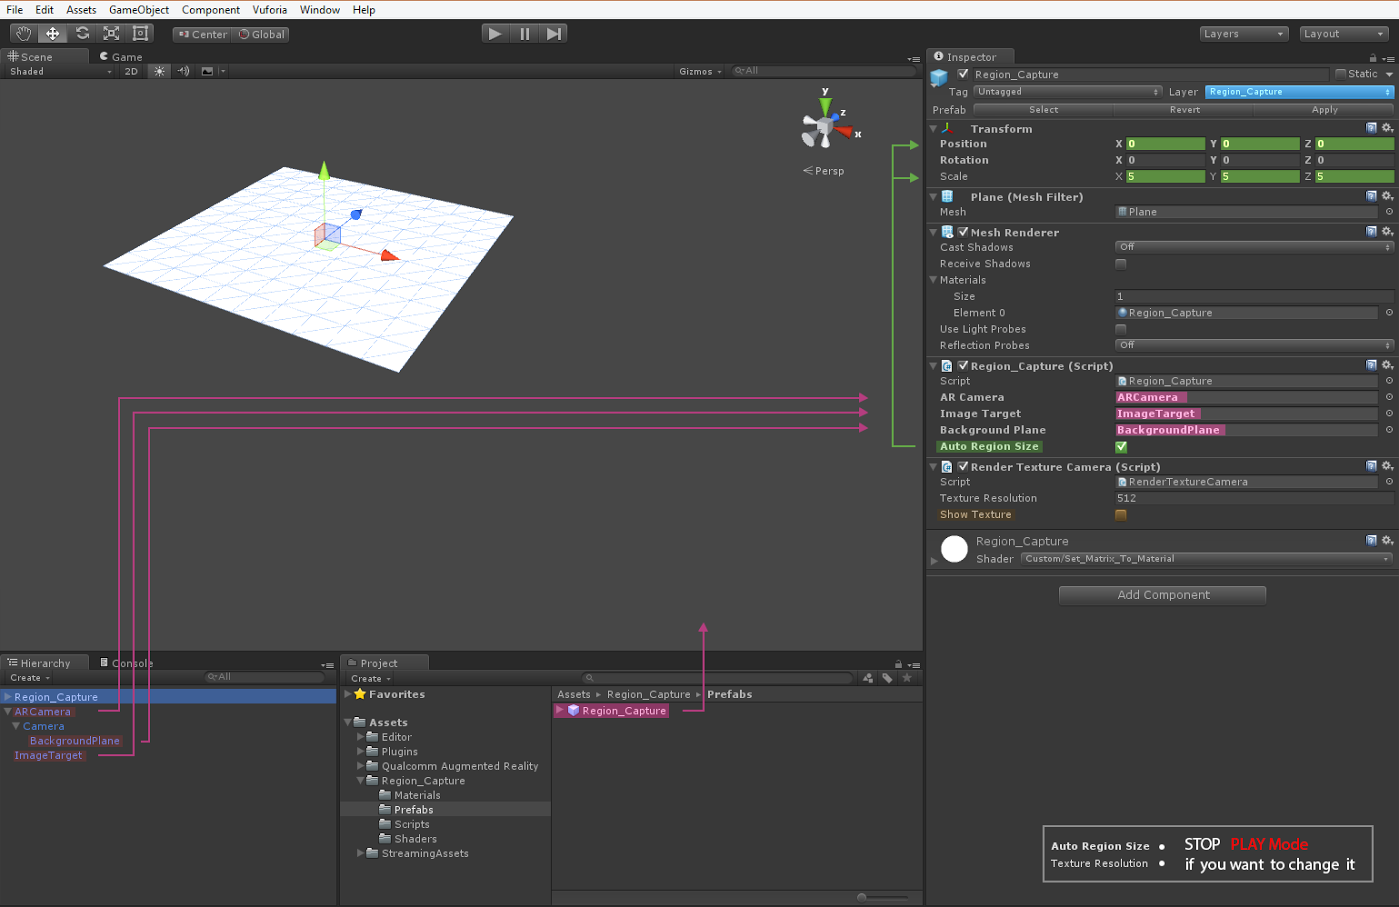 File Edit Assets GameObject Component Vuforia Window Help
Center Global Layers Layout
Scene Game
Shaded 2D Gizmos All
y
z
x
Persp
Inspector
Region_Capture Static
Tag Untagged Layer Region_Capture
Prefab Select Revert Apply
Transform
Position X 0 Y 0 Z 0
Rotation X 0 Y 0 Z 0
Scale X 5 Y 5 Z 5
Plane (Mesh Filter)
Mesh Plane
Mesh Renderer
Cast Shadows Off
Receive Shadows
Materials
Size 1
Element 0 Region_Capture
Use Light Probes
Reflection Probes Off
Region_Capture (Script)
Script Region_Capture
AR Camera ARCamera
Image Target ImageTarget
Background Plane BackgroundPlane
Auto Region Size
Render Texture Camera (Script)
Script RenderTextureCamera
Texture Resolution 512
Show Texture
Region_Capture
Shader Custom/Set_Matrix_To_Material
Add Component
Hierarchy Console
Create All
Region_Capture
ARCamera
Camera
BackgroundPlane
ImageTarget
Project
Create
Favorites
Assets
Editor
Plugins
Qualcomm Augmented Reality
Region_Capture
Materials
Prefabs
Scripts
Shaders
StreamingAssets
Assets Region_Capture Prefabs
Region_Capture
Auto Region Size • STOP PLAY Mode
Texture Resolution • if you want to change it